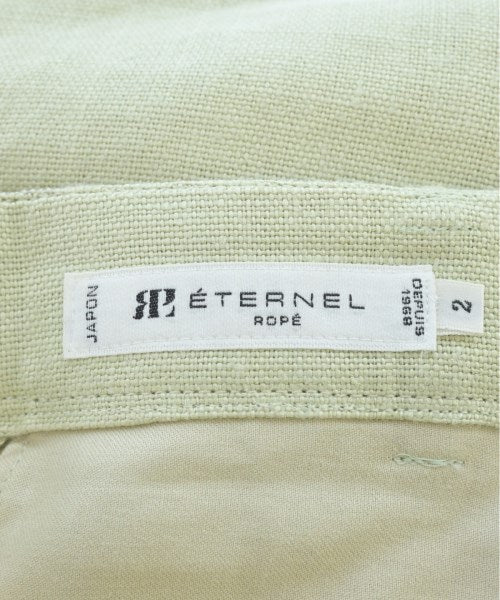 JAPON
ÉTERNEL
ROPÉ
DEPUIS
1968
2